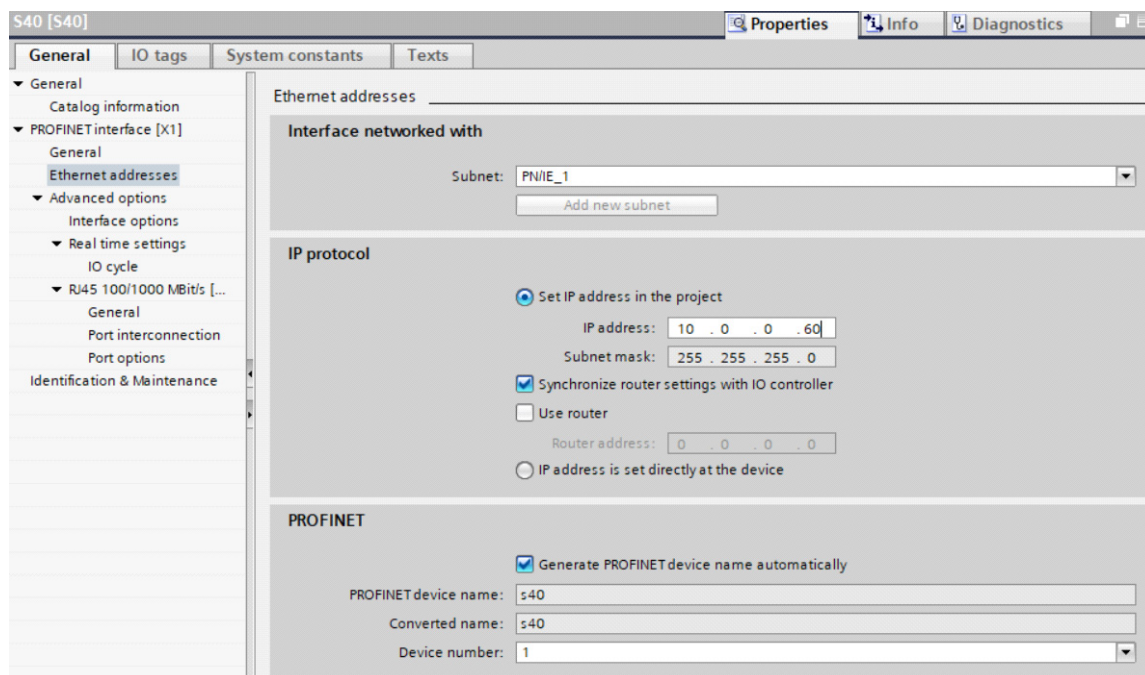 S40 [S40]
Properties
Info
Diagnostics
General
IO tags
System constants
Texts
General
Catalog information
PROFINET interface [X1]
General
Ethernet addresses
Advanced options
Interface options
Real time settings
IO cycle
RJ45 100/1000 MBit/s [...
General
Port interconnection
Port options
Identification & Maintenance
Ethernet addresses
Interface networked with
Subnet: PN/IE_1
Add new subnet
IP protocol
Set IP address in the project
IP address: 10 . 0 . 0 . 60
Subnet mask: 255 . 255 . 255 . 0
Synchronize router settings with IO controller
Use router
Router address: 0 . 0 . 0 . 0
IP address is set directly at the device
PROFINET
Generate PROFINET device name automatically
PROFINET device name: s40
Converted name: s40
Device number: 1